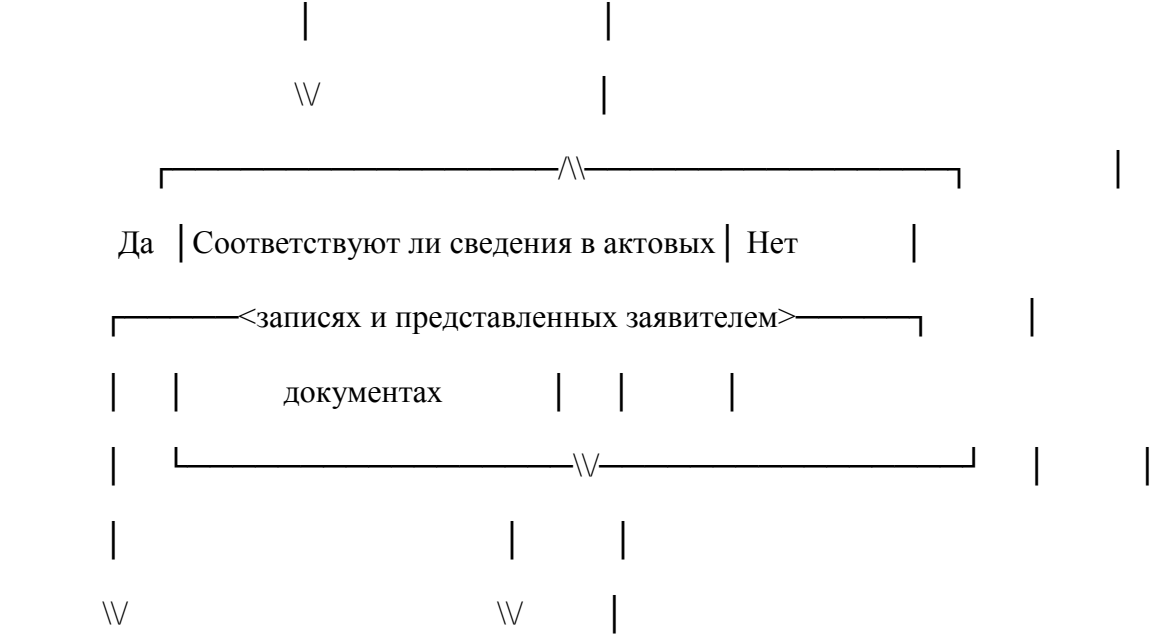 Да Соответствуют ли сведения в актовых Нет
<записях и представленных заявителем>
документах